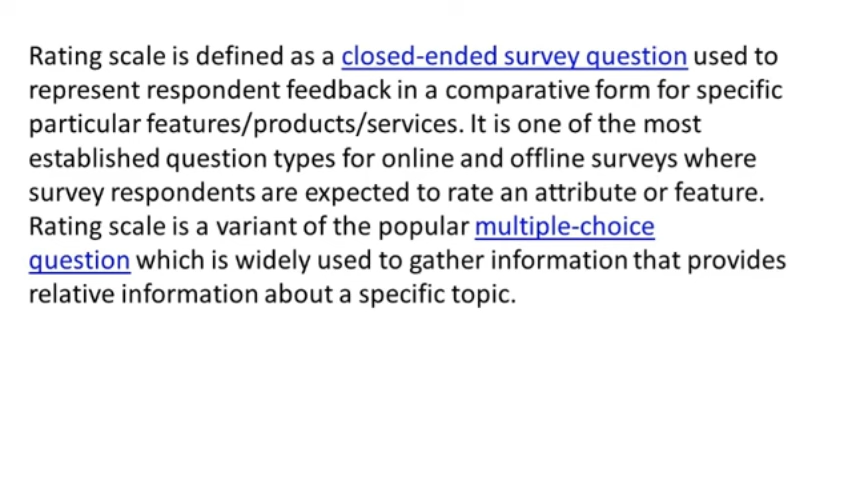 Rating scale is defined as a closed-ended survey question used to
represent respondent feedback in a comparative form for specific
particular features/products/services. It is one of the most
established question types for online and offline surveys where
survey respondents are expected to rate an attribute or feature.
Rating scale is a variant of the popular multiple-choice
question which is widely used to gather information that provides
relative information about a specific topic.